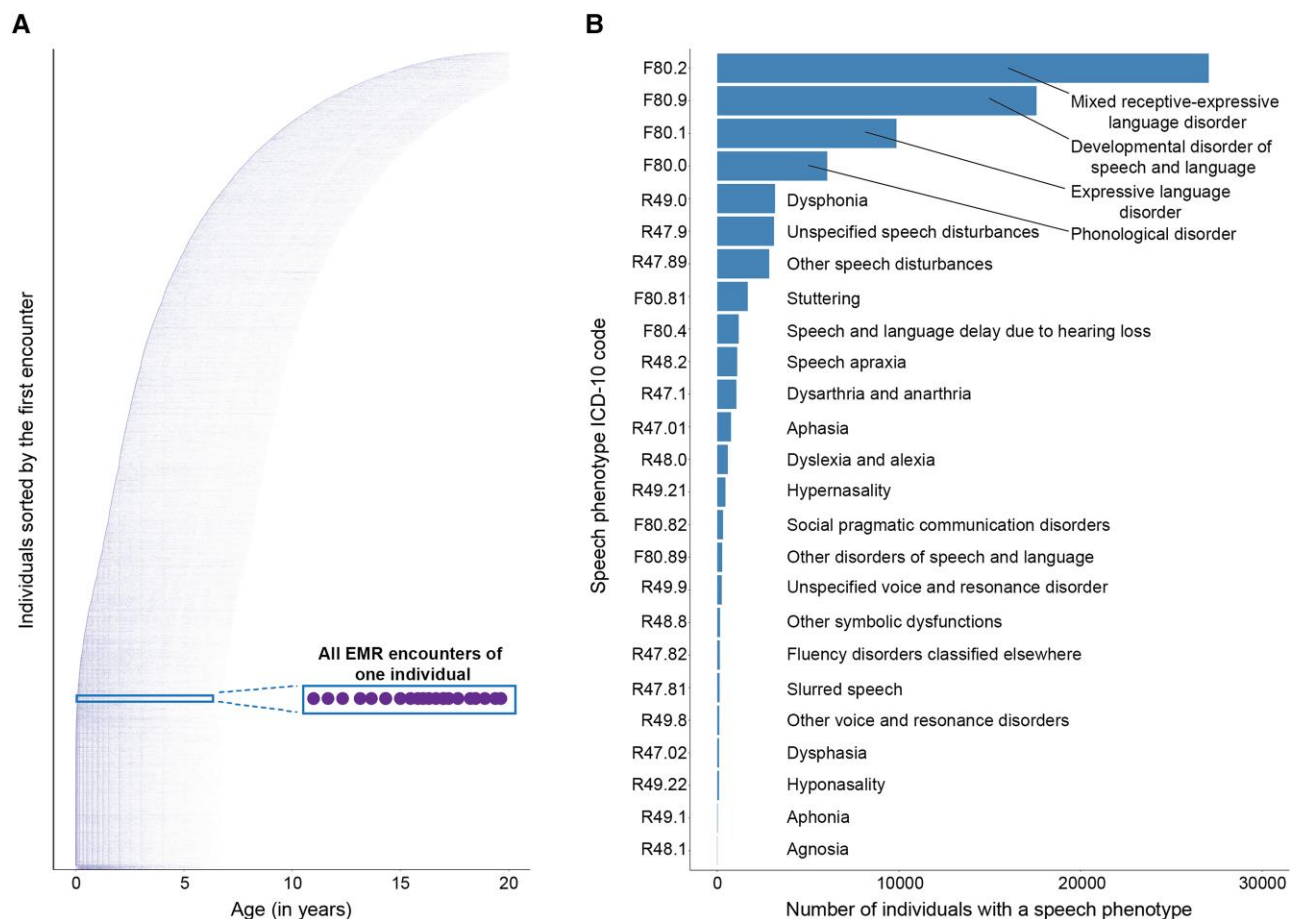 A
B
Individuals sorted by the first encounter
All EMR encounters of
one individual
0
5
10
15
20
Age (in years)
Speech phenotype ICD-10 code
F80.2
F80.9
F80.1
F80.0
R49.0
R47.9
R47.89
F80.81
F80.4
R48.2
R47.1
R47.01
R48.0
R49.21
F80.82
F80.89
R49.9
R48.8
R47.82
R47.81
R49.8
R47.02
R49.22
R49.1
R48.1
Mixed receptive-expressive
language disorder
Developmental disorder of
speech and language
Expressive language
disorder
Phonological disorder
Dysphonia
Unspecified speech disturbances
Other speech disturbances
Stuttering
Speech and language delay due to hearing loss
Speech apraxia
Dysarthria and anarthria
Aphasia
Dyslexia and alexia
Hypernasality
Social pragmatic communication disorders
Other disorders of speech and language
Unspecified voice and resonance disorder
Other symbolic dysfunctions
Fluency disorders classified elsewhere
Slurred speech
Other voice and resonance disorders
Dysphasia
Hyponasality
Aphonia
Agnosia
0
10000
20000
30000
Number of individuals with a speech phenotype